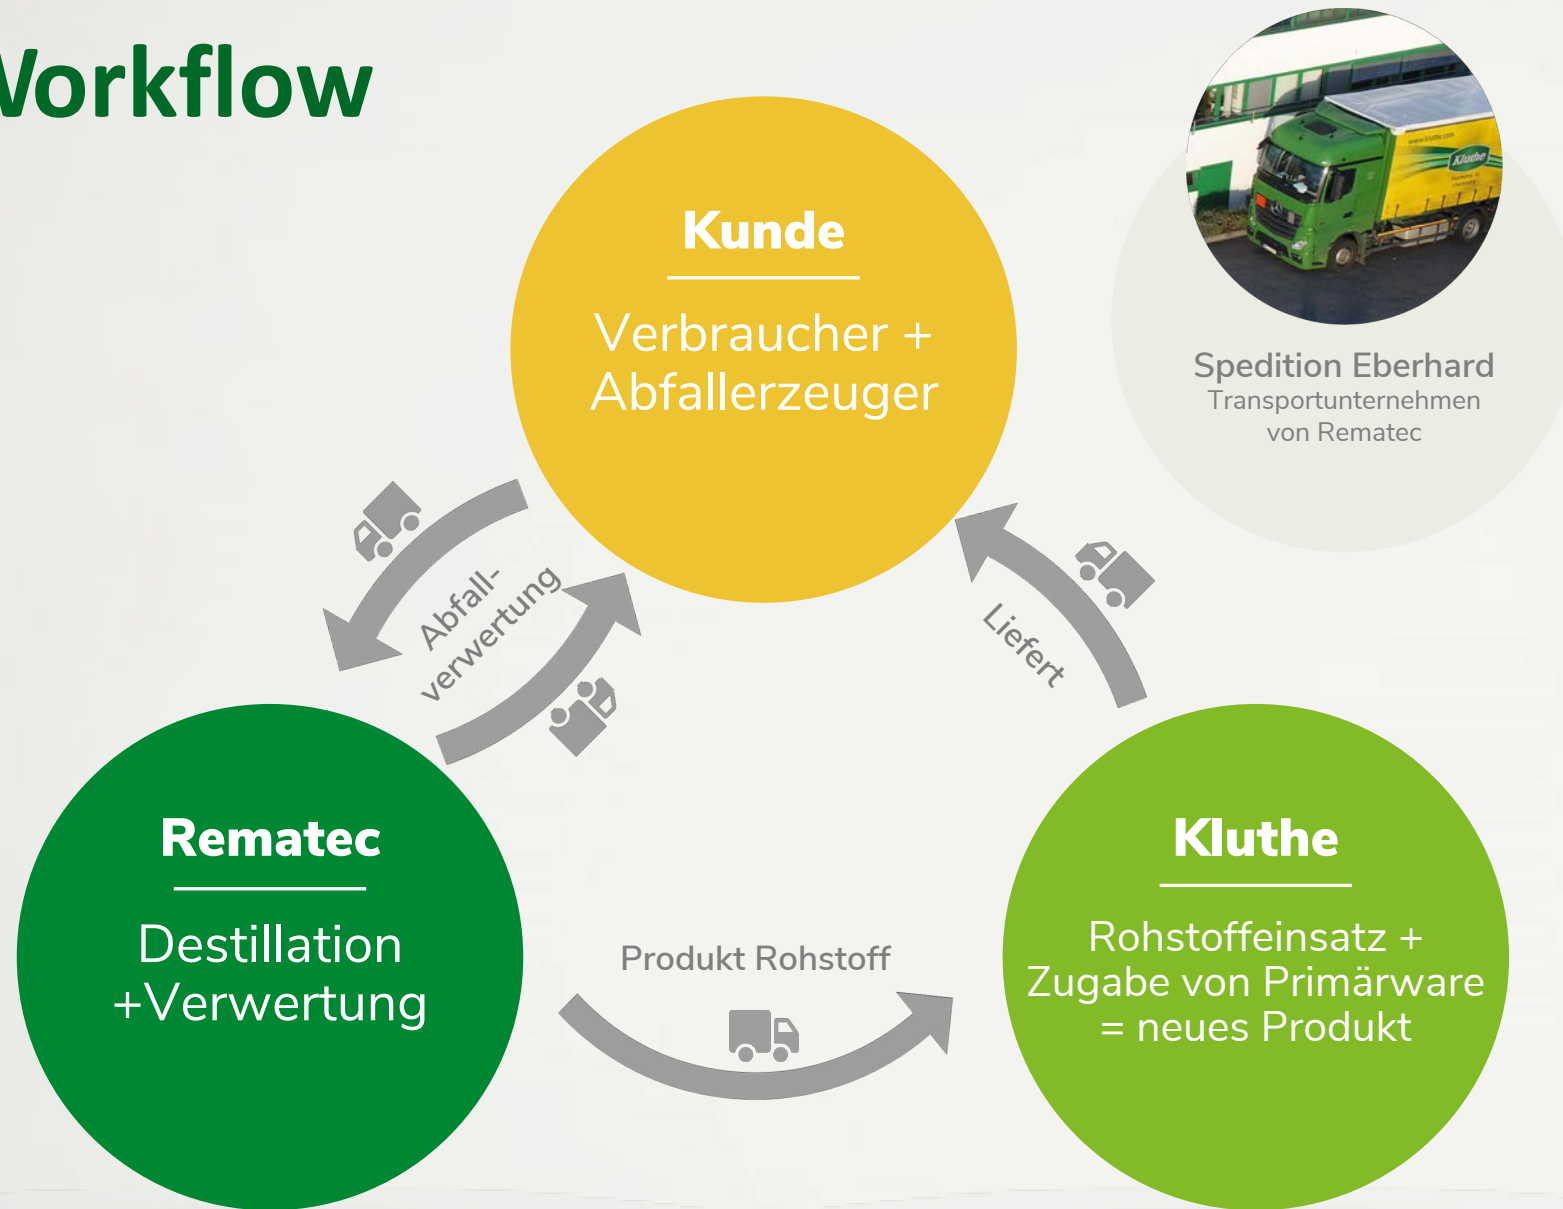 Workflow
Kunde
Verbraucher +
Abfallerzeuger
Kluthe
Spedition Eberhard
Transportunternehmen
von Rematec
Abfall-
verwertung
Liefert
Rematec
Destillation
+Verwertung
Produkt Rohstoff
Kluthe
Rohstoffeinsatz +
Zugabe von Primärware
= neues Produkt